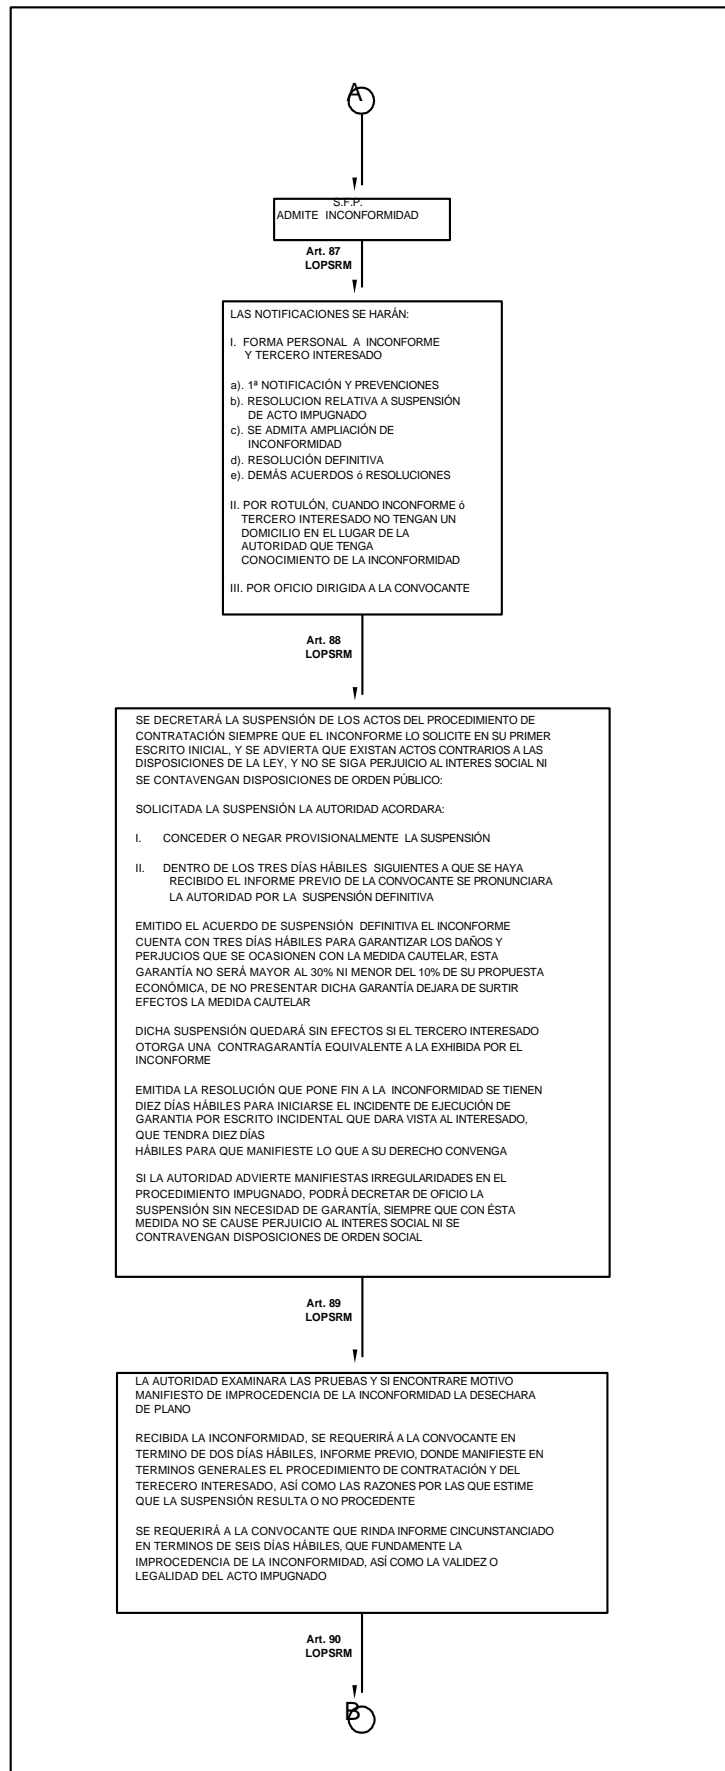 A
S.F.P.
ADMITE INCONFORMIDAD
Art. 87
LOPSRM
LAS NOTIFICACIONES SE HARÁN:
I. FORMA PERSONAL A INCONFORME
Y TERCERO INTERESADO
a). 1ª NOTIFICACIÓN Y PREVENCIONES
b). RESOLUCION RELATIVA A SUSPENSIÓN
DE ACTO IMPUGNADO
c). SE ADMITA AMPLIACIÓN DE
INCONFORMIDAD
d). RESOLUCIÓN DEFINITIVA
e). DEMÁS ACUERDOS ó RESOLUCIONES
II. POR ROTULÓN, CUANDO INCONFORME ó
TERCERO INTERESADO NO TENGAN UN
DOMICILIO EN EL LUGAR DE LA
AUTORIDAD QUE TENGA
CONOCIMIENTO DE LA INCONFORMIDAD
III. POR OFICIO DIRIGIDA A LA CONVOCANTE
Art. 88
LOPSRM
SE DECRETARÁ LA SUSPENSIÓN DE LOS ACTOS DEL PROCEDIMIENTO DE
CONTRATACIÓN SIEMPRE QUE EL INCONFORME LO SOLICITE EN SU PRIMER
ESCRITO INICIAL, Y SE ADVIERTA QUE EXISTAN ACTOS CONTRARIOS A LAS
DISPOSICIONES DE LA LEY, Y NO SE SIGA PERJUICIO AL INTERES SOCIAL NI
SE CONTAVENGAN DISPOSICIONES DE ORDEN PÚBLICO:
SOLICITADA LA SUSPENSIÓN LA AUTORIDAD ACORDARA:
I. CONCEDER O NEGAR PROVISIONALMENTE LA SUSPENSIÓN
II. DENTRO DE LOS TRES DÍAS HÁBILES SIGUIENTES A QUE SE HAYA
RECIBIDO EL INFORME PREVIO DE LA CONVOCANTE SE PRONUNCIARA
LA AUTORIDAD POR LA SUSPENSIÓN DEFINITIVA
EMITIDO EL ACUERDO DE SUSPENSIÓN DEFINITIVA EL INCONFORME
CUENTA CON TRES DÍAS HÁBILES PARA GARANTIZAR LOS DAÑOS Y
PERJUCIOS QUE SE OCASIONEN CON LA MEDIDA CAUTELAR, ESTA
GARANTÍA NO SERÁ MAYOR AL 30% NI MENOR DEL 10% DE SU PROPUESTA
ECONÓMICA, DE NO PRESENTAR DICHA GARANTÍA DEJARA DE SURTIR
EFECTOS LA MEDIDA CAUTELAR
DICHA SUSPENSIÓN QUEDARÁ SIN EFECTOS SI EL TERCERO INTERESADO
OTORGA UNA CONTRAGARANTÍA EQUIVALENTE A LA EXHIBIDA POR EL
INCONFORME
EMITIDA LA RESOLUCIÓN QUE PONE FIN A LA INCONFORMIDAD SE TIENEN
DIEZ DÍAS HÁBILES PARA INICIARSE EL INCIDENTE DE EJECUCIÓN DE
GARANTIA POR ESCRITO INCIDENTAL QUE DARA VISTA AL INTERESADO,
QUE TENDRA DIEZ DÍAS
HÁBILES PARA QUE MANIFIESTE LO QUE A SU DERECHO CONVENGA
SI LA AUTORIDAD ADVIERTE MANIFIESTAS IRREGULARIDADES EN EL
PROCEDIMIENTO IMPUGNADO, PODRÁ DECRETAR DE OFICIO LA
SUSPENSIÓN SIN NECESIDAD DE GARANTÍA, SIEMPRE QUE CON ÉSTA
MEDIDA NO SE CAUSE PERJUICIO AL INTERES SOCIAL NI SE
CONTRAVENGAN DISPOSICIONES DE ORDEN SOCIAL
Art. 89
LOPSRM
LA AUTORIDAD EXAMINARA LAS PRUEBAS Y SI ENCONTRARE MOTIVO
MANIFIESTO DE IMPROCEDENCIA DE LA INCONFORMIDAD LA DESECHARA
DE PLANO
RECIBIDA LA INCONFORMIDAD, SE REQUERIRÁ A LA CONVOCANTE EN
TERMINO DE DOS DÍAS HÁBILES, INFORME PREVIO, DONDE MANIFIESTE EN
TERMINOS GENERALES EL PROCEDIMIENTO DE CONTRATACIÓN Y DEL
TERECERO INTERESADO, ASÍ COMO LAS RAZONES POR LAS QUE ESTIME
QUE LA SUSPENSIÓN RESULTA O NO PROCEDENTE
SE REQUERIRÁ A LA CONVOCANTE QUE RINDA INFORME CINCUNSTANCIADO
EN TERMINOS DE SEIS DÍAS HÁBILES, QUE FUNDAMENTE LA
IMPROCEDENCIA DE LA INCONFORMIDAD, ASÍ COMO LA VALIDEZ O
LEGALIDAD DEL ACTO IMPUGNADO
Art. 90
LOPSRM
B